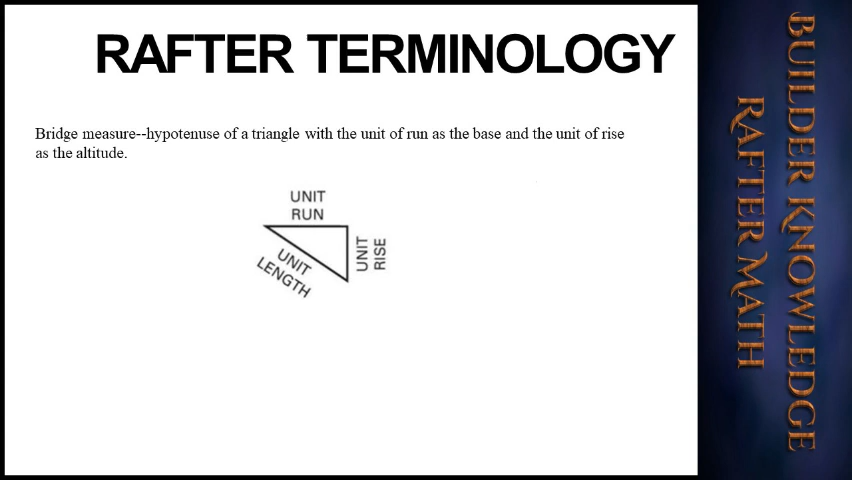 RAFTER TERMINOLOGY
Bridge measure--hypotenuse of a triangle with the unit of run as the base and the unit of rise
as the altitude.
UNIT
RUN
UNIT
RISE
UNIT
LENGTH
BUILDER KNOWLEDGE
RAFTER MATH